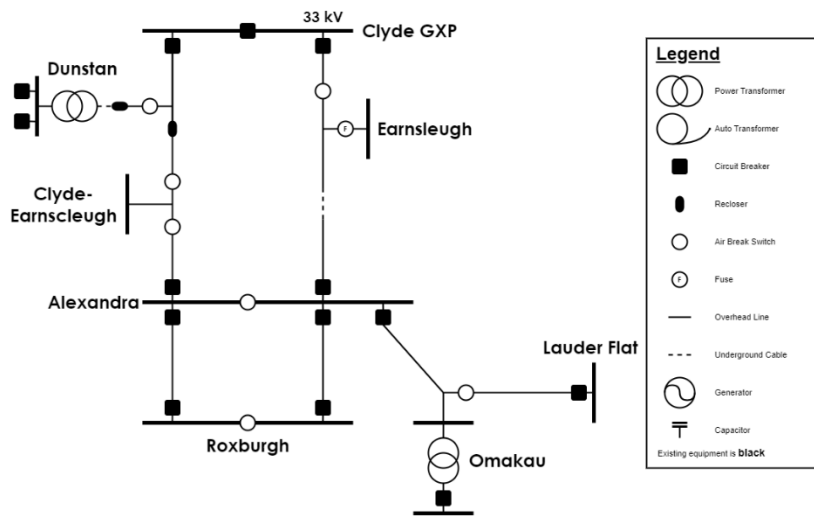 33 kV
Clyde GXP
Dunstan
Earnsleugh
F
Clyde-
Earnscleugh
Alexandra
Lauder Flat
Roxburgh
Omakau
Legend
Power Transformer
Auto Transformer
Circuit Breaker
Recloser
Air Break Switch
F Fuse
Overhead Line
Underground Cable
Generator
Capacitor
Existing equipment is black